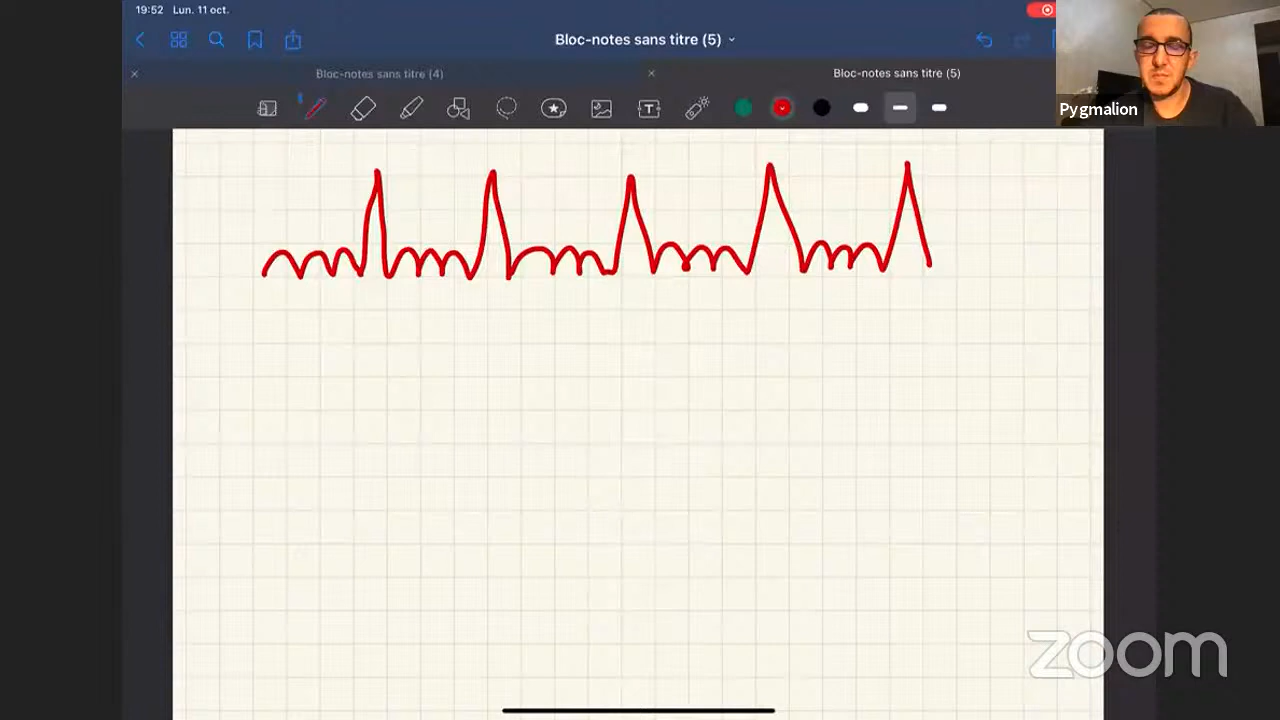 19:52 Lun. 11 oct.
Bloc-notes sans titre (5)
Bloc-notes sans titre (4)
Bloc-notes sans titre (5)
T
Pygmalion
zoom